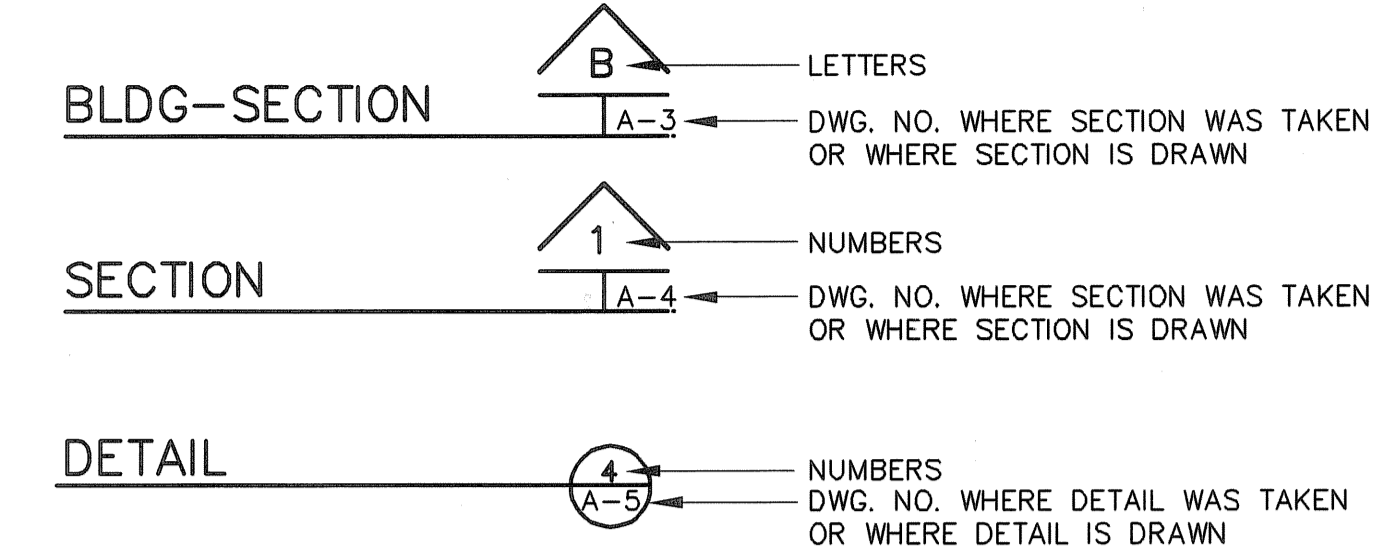 B LETTERS
BLDG-SECTION
A-3 DWG. NO. WHERE SECTION WAS TAKEN
OR WHERE SECTION IS DRAWN
1 NUMBERS
SECTION
A-4 DWG. NO. WHERE SECTION WAS TAKEN
OR WHERE SECTION IS DRAWN
DETAIL
4 NUMBERS
A-5 DWG. NO. WHERE DETAIL WAS TAKEN
OR WHERE DETAIL IS DRAWN